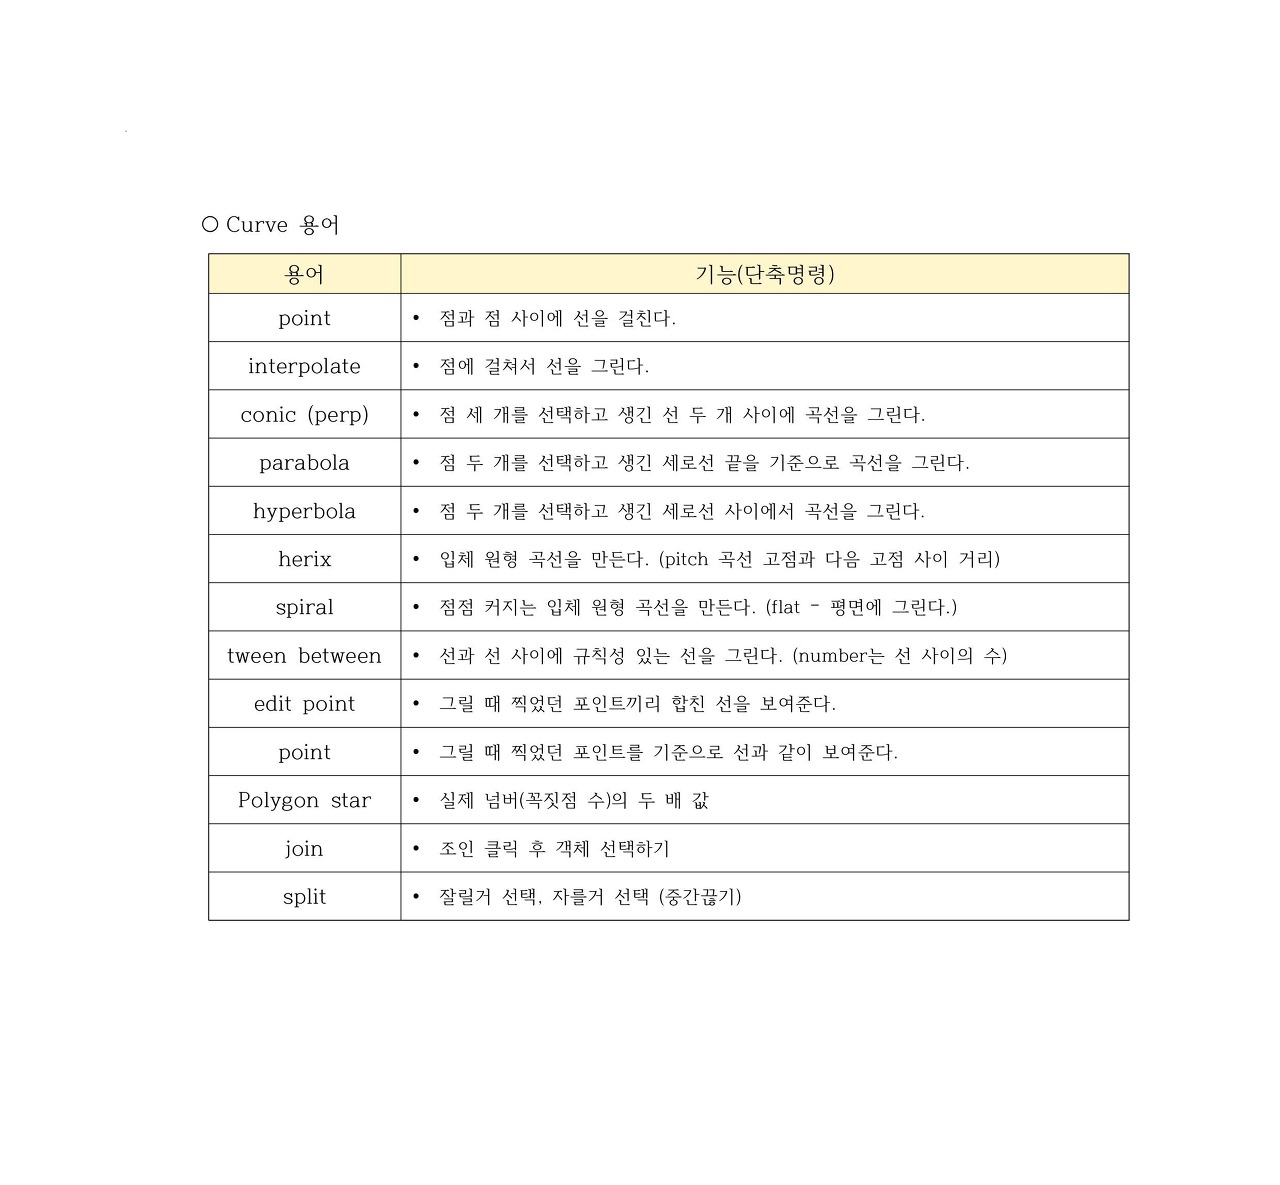 ○ Curve 용어
용어 기능(단축명령)
point • 점과 점 사이에 선을 걸친다.
interpolate • 점에 걸쳐서 선을 그린다.
conic (perp) • 점 세 개를 선택하고 생긴 선 두 개 사이에 곡선을 그린다.
parabola • 점 두 개를 선택하고 생긴 세로선 끝을 기준으로 곡선을 그린다.
hyperbola • 점 두 개를 선택하고 생긴 세로선 사이에서 곡선을 그린다.
herix • 입체 원형 곡선을 만든다. (pitch 곡선 고점과 다음 고점 사이 거리)
spiral • 점점 커지는 입체 원형 곡선을 만든다. (flat - 평면에 그린다.)
tween between • 선과 선 사이에 규칙성 있는 선을 그린다. (number는 선 사이의 수)
edit point • 그릴 때 찍었던 포인트끼리 합친 선을 보여준다.
point • 그릴 때 찍었던 포인트를 기준으로 선과 같이 보여준다.
Polygon star • 실제 넘버(꼭짓점 수)의 두 배 값
join • 조인 클릭 후 객체 선택하기
split • 잘릴거 선택, 자를거 선택 (중간끊기)